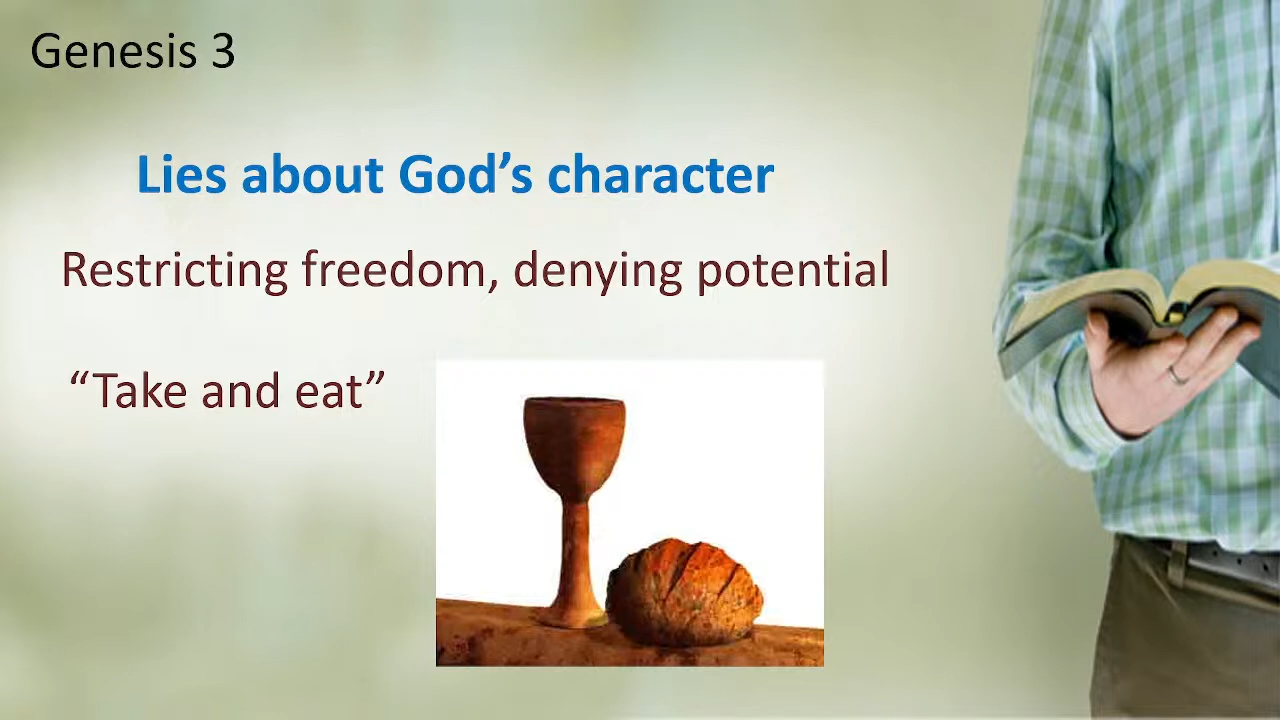 Genesis 3
Lies about God’s character
Restricting freedom, denying potential
“Take and eat”